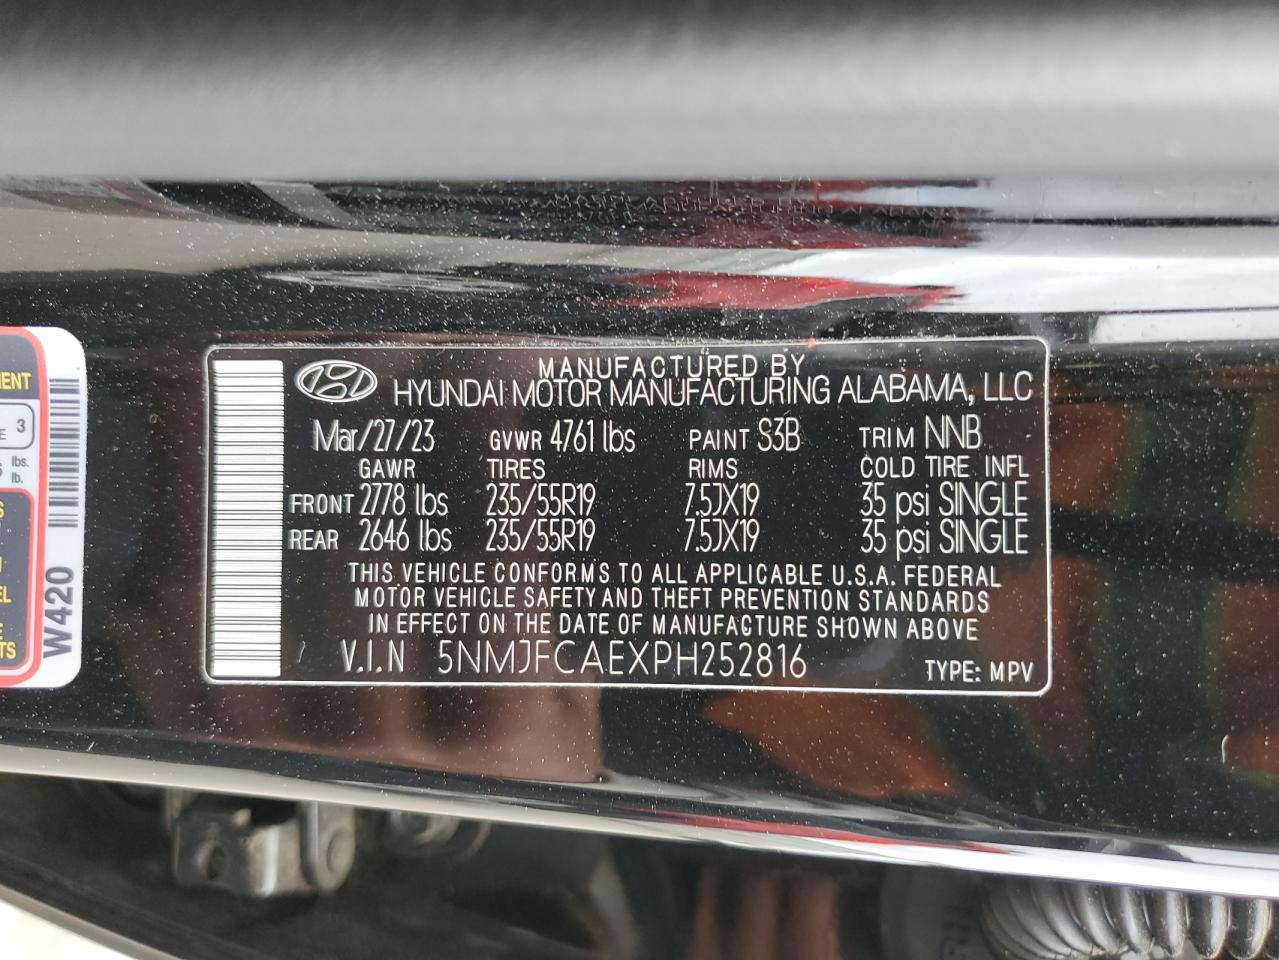 MANUFACTURED BY
HYUNDAI MOTOR MANUFACTURING ALABAMA, LLC
Mar/27/23 GVWR 4761 lbs PAINT S3B TRIM NNB
GAWR TIRES RIMS COLD TIRE INFL
FRONT 2778 lbs 235/55R19 7.5JX19 35 psi SINGLE
REAR 2646 lbs 235/55R19 7.5JX19 35 psi SINGLE
THIS VEHICLE CONFORMS TO ALL APPLICABLE U.S.A. FEDERAL
MOTOR VEHICLE SAFETY AND THEFT PREVENTION STANDARDS
IN EFFECT ON THE DATE OF MANUFACTURE SHOWN ABOVE
V.I.N 5NMJFCAEXPH252816 TYPE: MPV
3
lbs.
lb.
W420